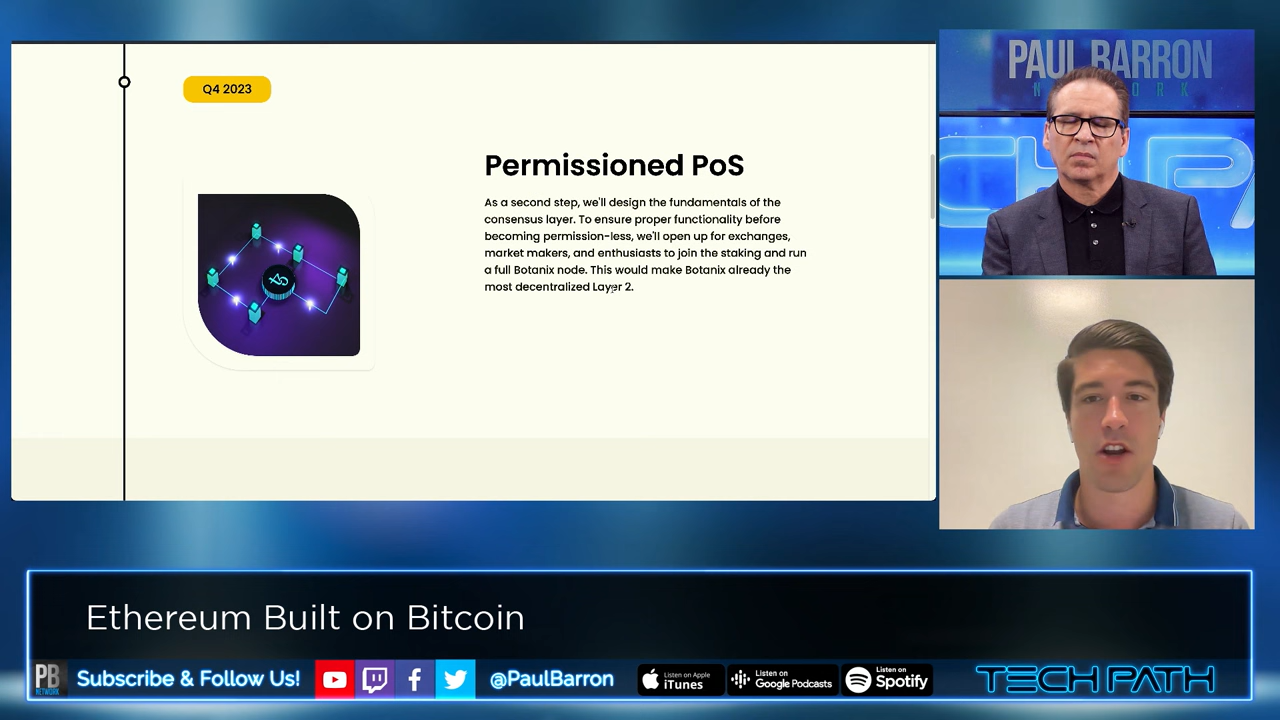 Q4 2023
Permissioned PoS
As a second step, we'll design the fundamentals of the
consensus layer. To ensure proper functionality before
becoming permission-less, we'll open up for exchanges,
market makers, and enthusiasts to join the staking and run
a full Botanix node. This would make Botanix already the
most decentralized Layer 2.
PAUL BARRON
Ethereum Built on Bitcoin
PB
NETWORK
Subscribe & Follow Us!
@PaulBarron
Listen on Apple
iTunes
Listen on
Google Podcasts
Listen on
Spotify
TECH PATH